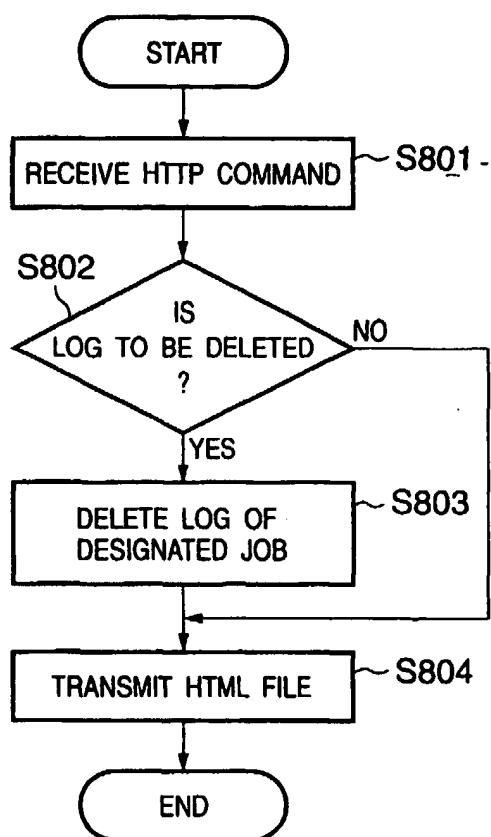 START
RECEIVE HTTP COMMAND
S801
S802
IS
LOG TO BE DELETED
?
NO
YES
DELETE LOG OF
DESIGNATED JOB
S803
TRANSMIT HTML FILE
S804
END